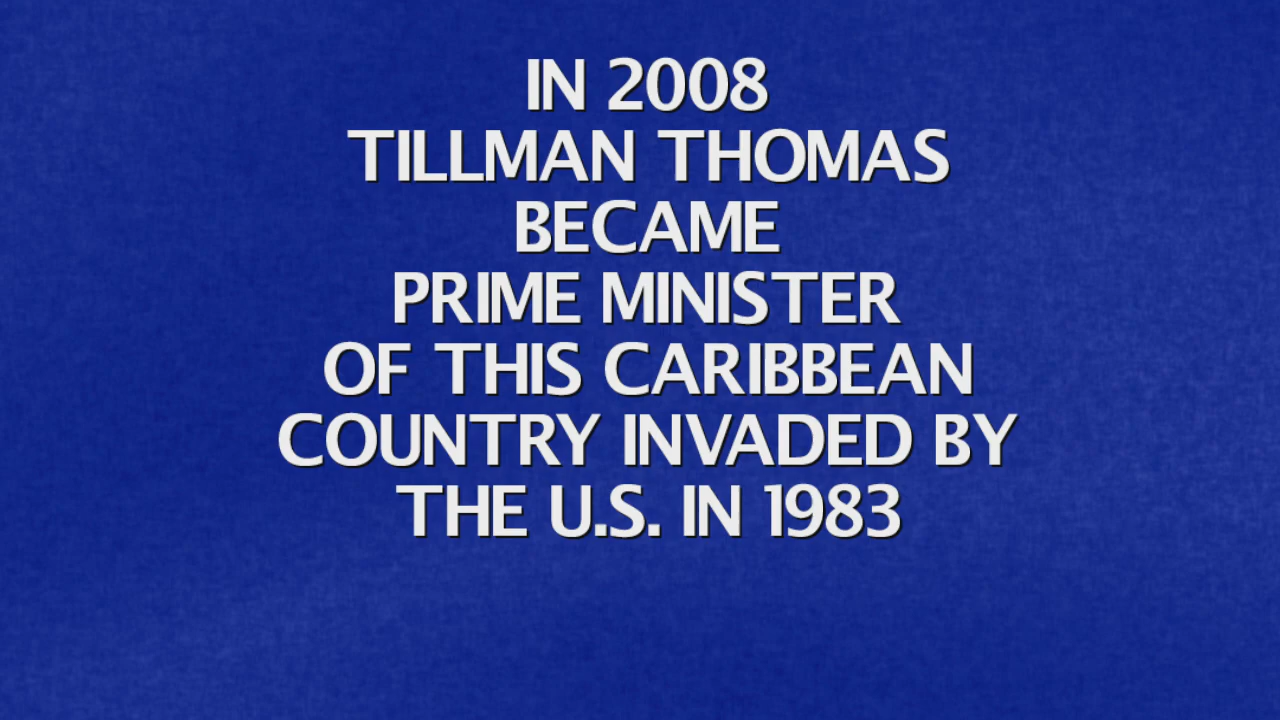 IN 2008
TILLMAN THOMAS
BECAME
PRIME MINISTER
OF THIS CARIBBEAN
COUNTRY INVADED BY
THE U.S. IN 1983